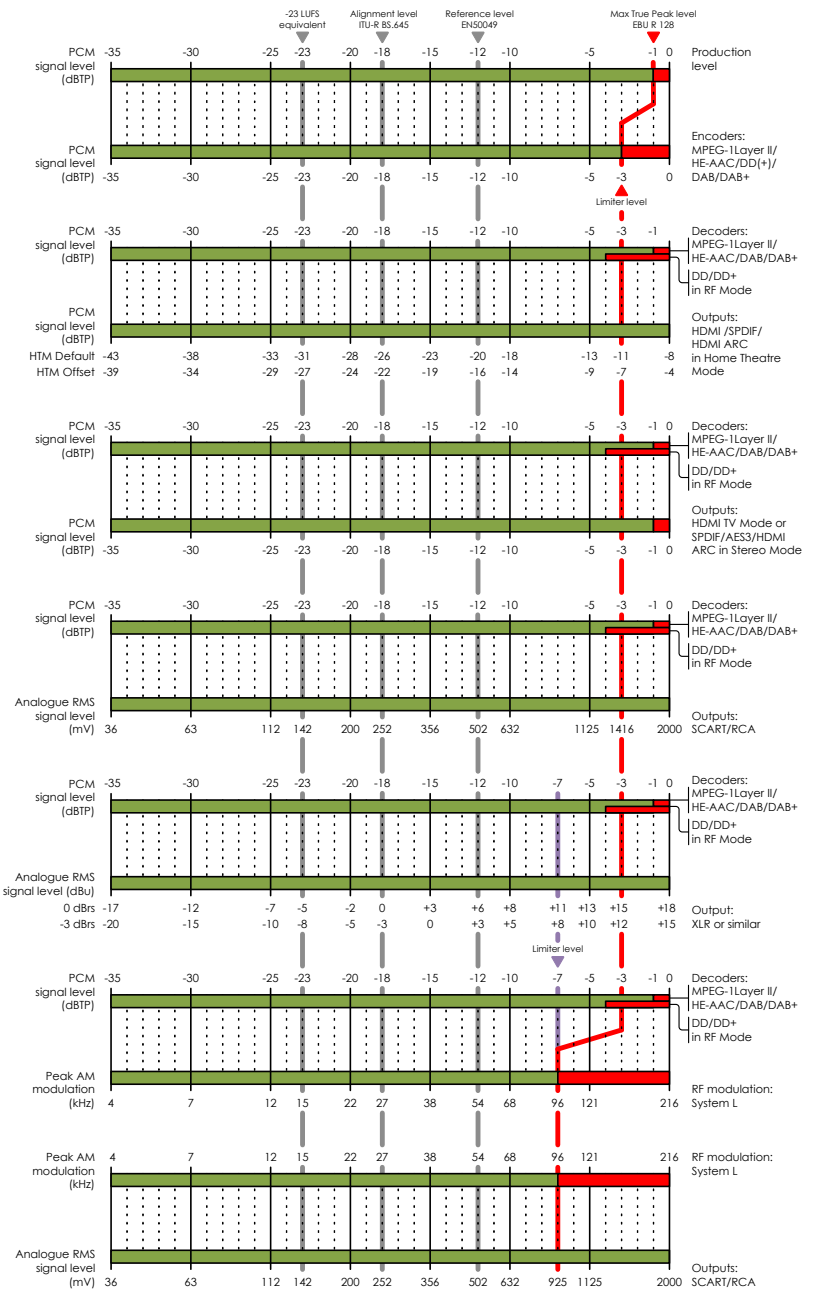 -23 LUFS
equivalent
Alignment level
ITU-R BS.645
Reference level
EN50049
Max True Peak level
EBU R 128
PCM
signal level
(dBTP)
-35 -30 -25 -23 -20 -18 -15 -12 -10 -5 -1 0
Production
level
PCM
signal level
(dBTP)
-35 -30 -25 -23 -20 -18 -15 -12 -10 -5 -3 0
Encoders:
MPEG-1Layer II/
HE-AAC/DD(+)/
DAB/DAB+
Limiter level
PCM
signal level
(dBTP)
-35 -30 -25 -23 -20 -18 -15 -12 -10 -5 -3 -1 0
Decoders:
MPEG-1Layer II/
HE-AAC/DAB/DAB+
DD/DD+
in RF Mode
PCM
signal level
(dBTP)
HTM Default -43 -38 -33 -31 -28 -26 -23 -20 -18 -13 -11 -8
HTM Offset -39 -34 -29 -27 -24 -22 -19 -16 -14 -9 -7 -4
Outputs:
HDMI /SPDIF/
HDMI ARC
in Home Theatre
Mode
PCM
signal level
(dBTP)
-35 -30 -25 -23 -20 -18 -15 -12 -10 -5 -3 -1 0
Decoders:
MPEG-1Layer II/
HE-AAC/DAB/DAB+
DD/DD+
in RF Mode
PCM
signal level
(dBTP)
-35 -30 -25 -23 -20 -18 -15 -12 -10 -5 -3 -1 0
Outputs:
HDMI TV Mode or
SPDIF/AES3/HDMI
ARC in Stereo Mode
PCM
signal level
(dBTP)
-35 -30 -25 -23 -20 -18 -15 -12 -10 -5 -3 -1 0
Decoders:
MPEG-1Layer II/
HE-AAC/DAB/DAB+
DD/DD+
in RF Mode
Analogue RMS
signal level
(mV)
36 63 112 142 200 252 356 502 632 1125 1416 2000
Outputs:
SCART/RCA
PCM
signal level
(dBTP)
-35 -30 -25 -23 -20 -18 -15 -12 -10 -7 -5 -3 -1 0
Decoders:
MPEG-1Layer II/
HE-AAC/DAB/DAB+
DD/DD+
in RF Mode
Analogue RMS
signal level (dBu)
0 dBrs -17 -12 -7 -5 -2 0 +3 +6 +8 +11 +13 +15 +18
-3 dBrs -20 -15 -10 -8 -5 -3 0 +3 +5 +8 +10 +12 +15
Output:
XLR or similar
Limiter level
PCM
signal level
(dBTP)
-35 -30 -25 -23 -20 -18 -15 -12 -10 -7 -5 -3 -1 0
Decoders:
MPEG-1Layer II/
HE-AAC/DAB/DAB+
DD/DD+
in RF Mode
Peak AM
modulation
(kHz)
4 7 12 15 22 27 38 54 68 96 121 216
RF modulation:
System L
Peak AM
modulation
(kHz)
4 7 12 15 22 27 38 54 68 96 121 216
RF modulation:
System L
Analogue RMS
signal level
(mV)
36 63 112 142 200 252 356 502 632 925 1125 2000
Outputs:
SCART/RCA